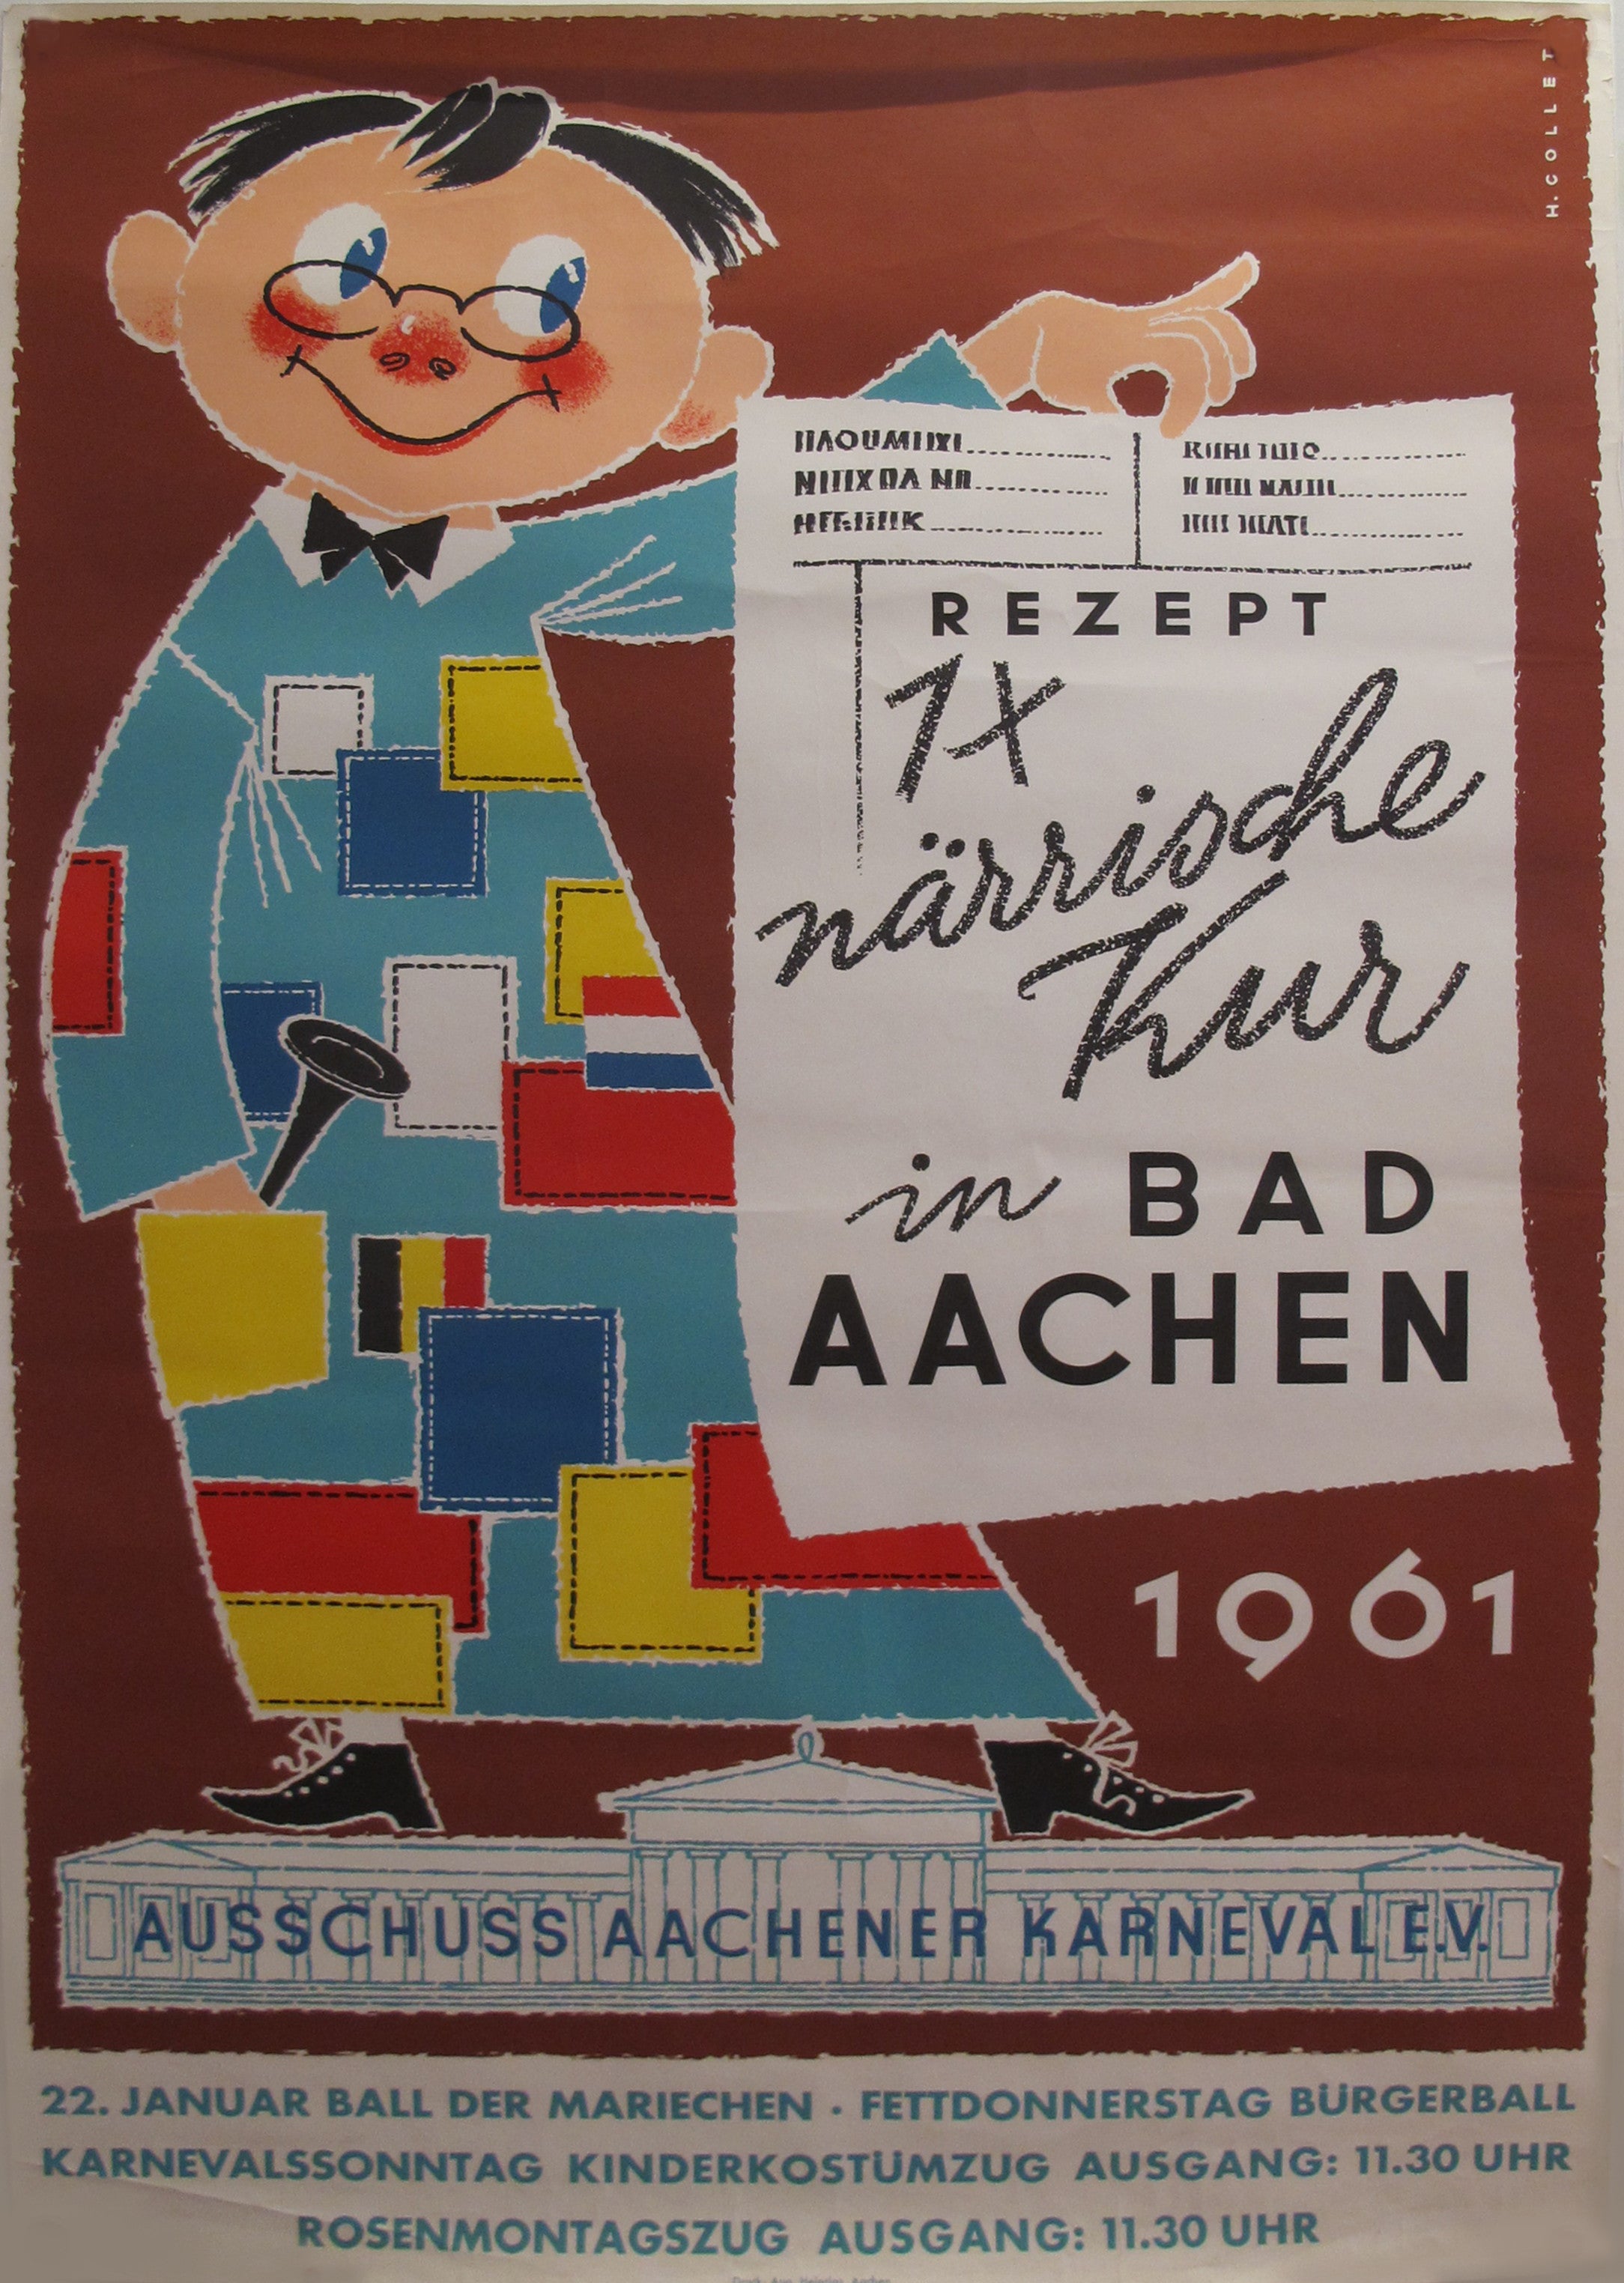 H. COLLET
REZEPT
1x
närrische
Kur
in BAD
AACHEN
1961
AUSSCHUSS AACHENER KARNEVAL E.V.
22. JANUAR BALL DER MARIECHEN · FETTDONNERSTAG BÜRGERBALL
KARNEVALSSONNTAG KINDERKOSTÜMZUG AUSGANG: 11.30 UHR
ROSENMONTAGSZUG AUSGANG: 11.30 UHR